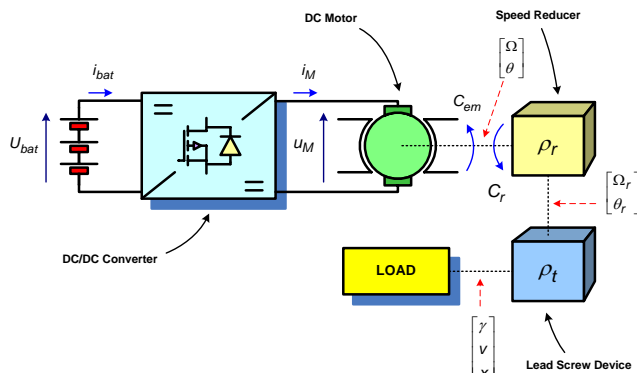 DC Motor
Speed Reducer
Ω
θ
i_bat
i_M
C_em
U_bat
u_M
ρ_r
C_r
Ω_r
θ_r
DC/DC Converter
LOAD
ρ_t
γ
v
x
Lead Screw Device